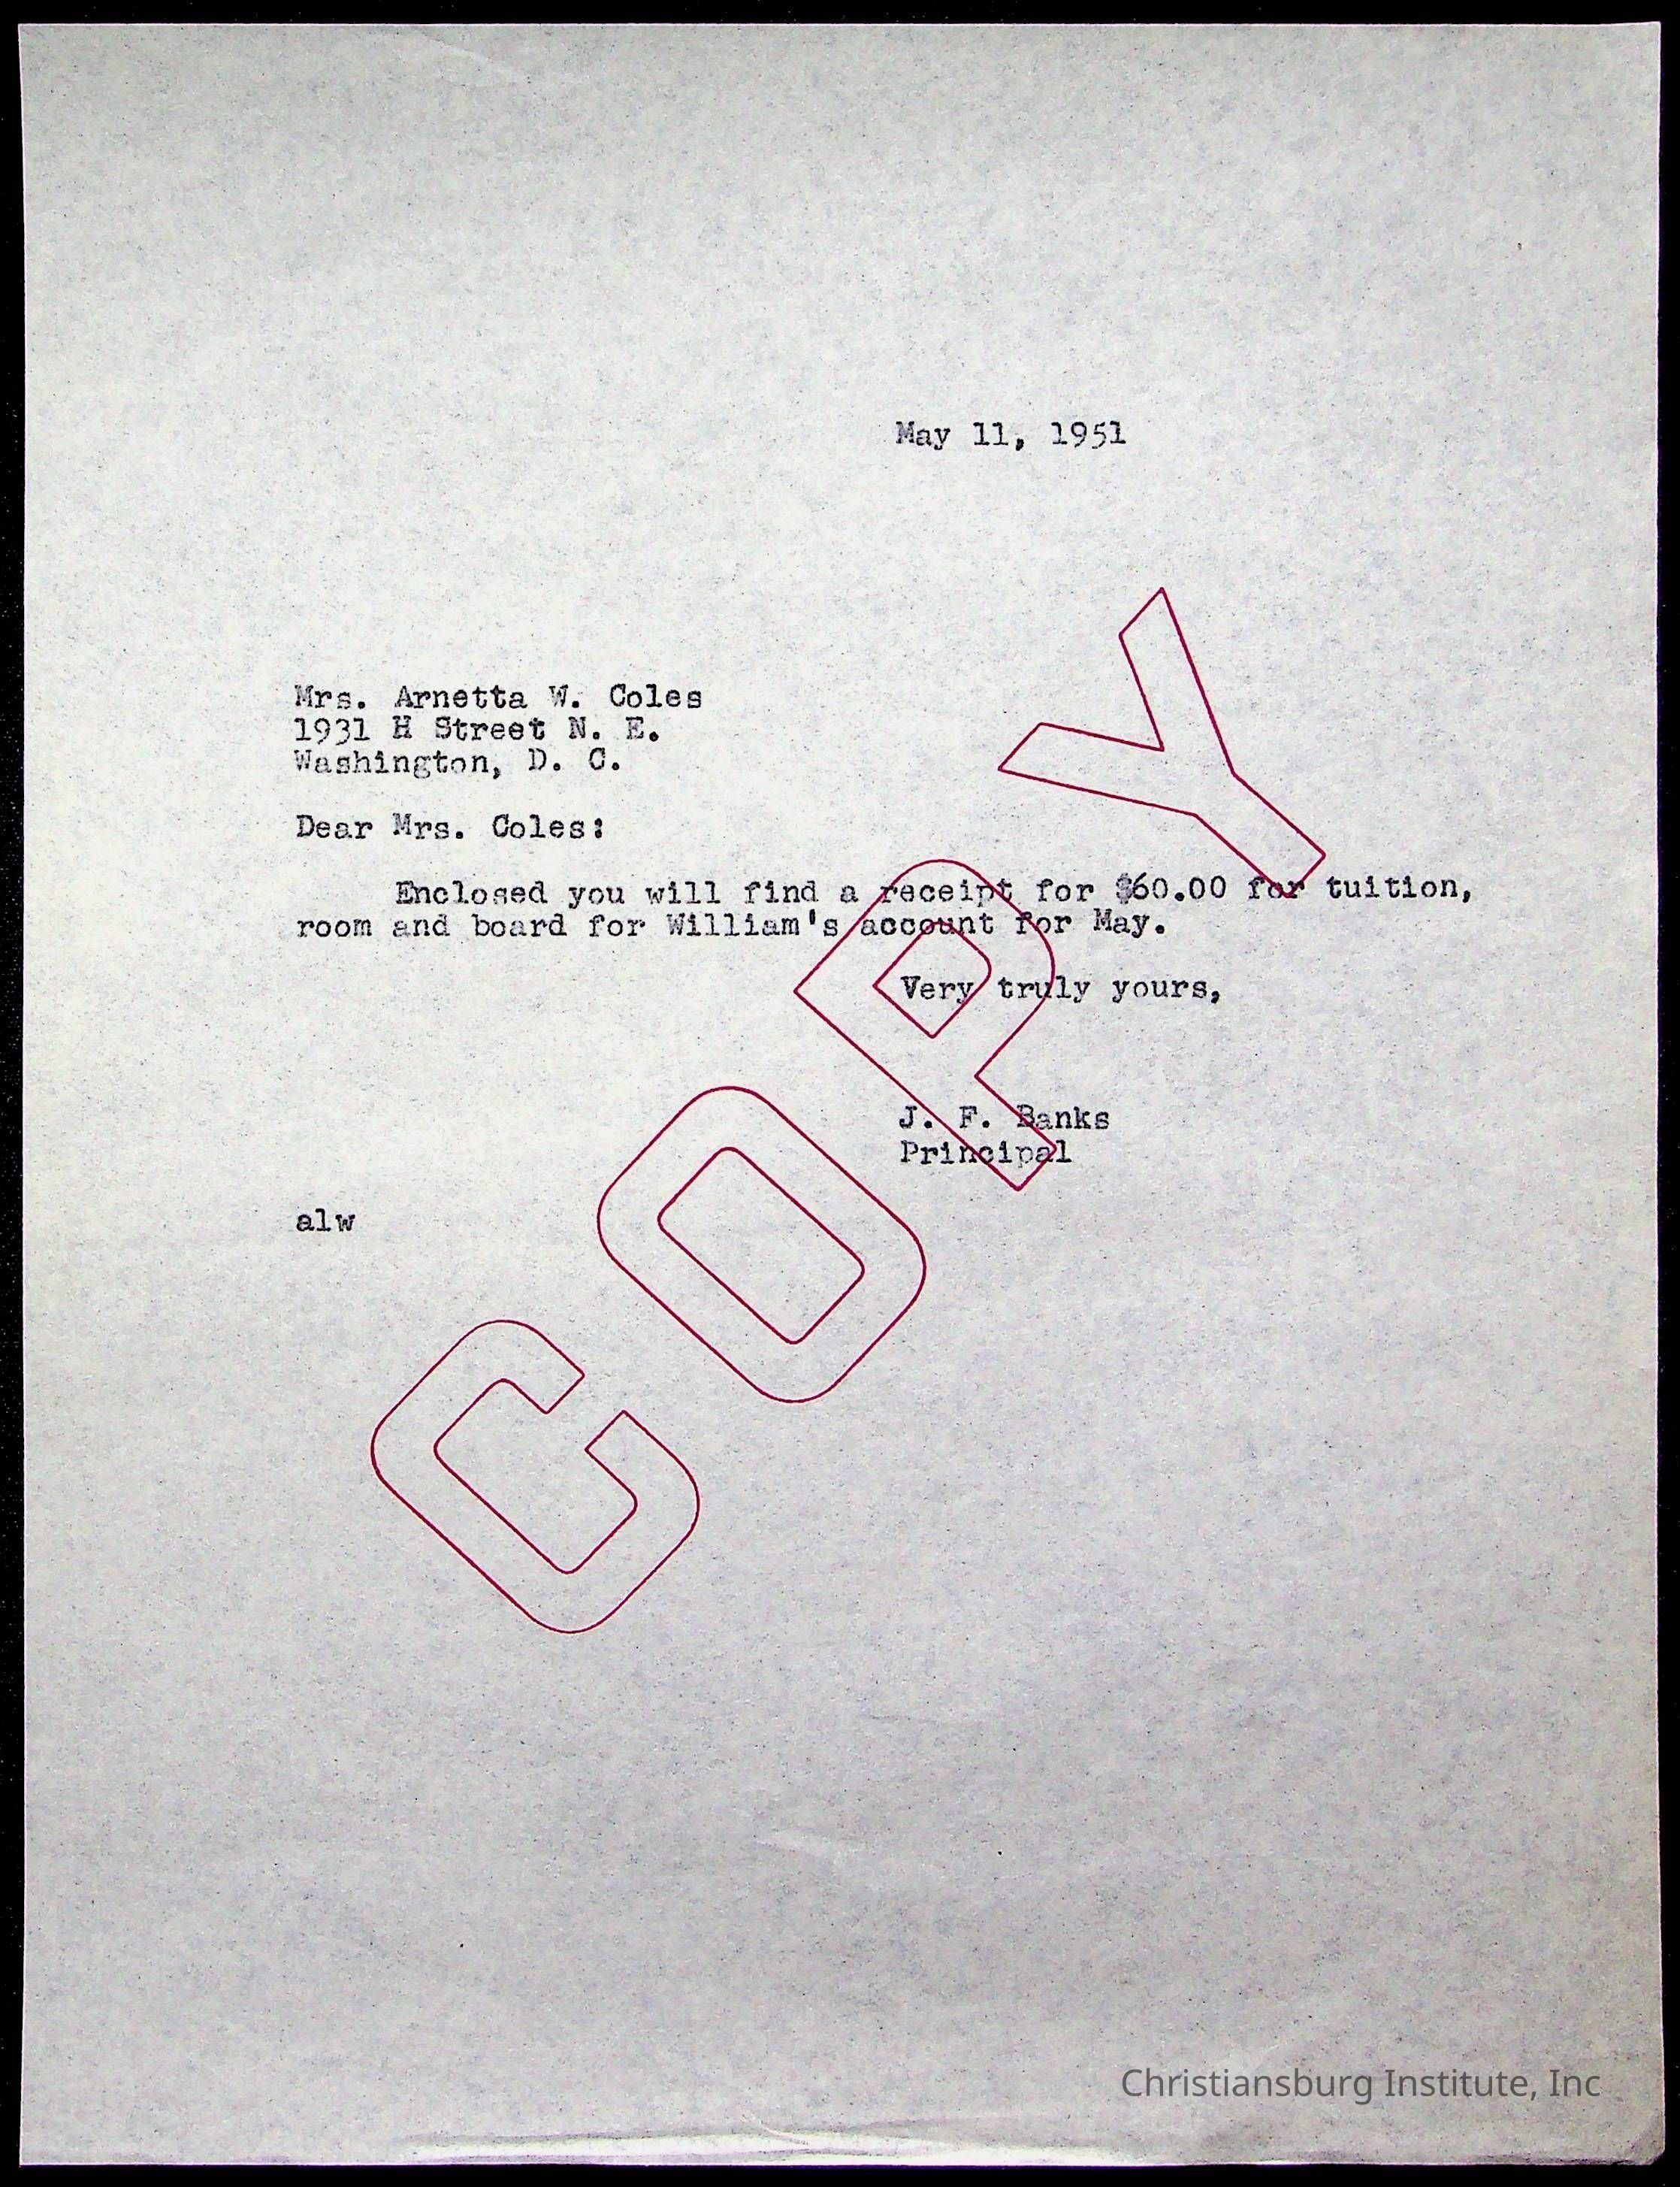 May 11, 1951
Mrs. Arnetta W. Coles
1931 H Street N. E.
Washington, D. C.
Dear Mrs. Coles:
Enclosed you will find a receipt for $60.00 for tuition,
room and board for William's account for May.
Very truly yours,
J. F. Banks
Principal
alw
COPY
Christiansburg Institute, Inc